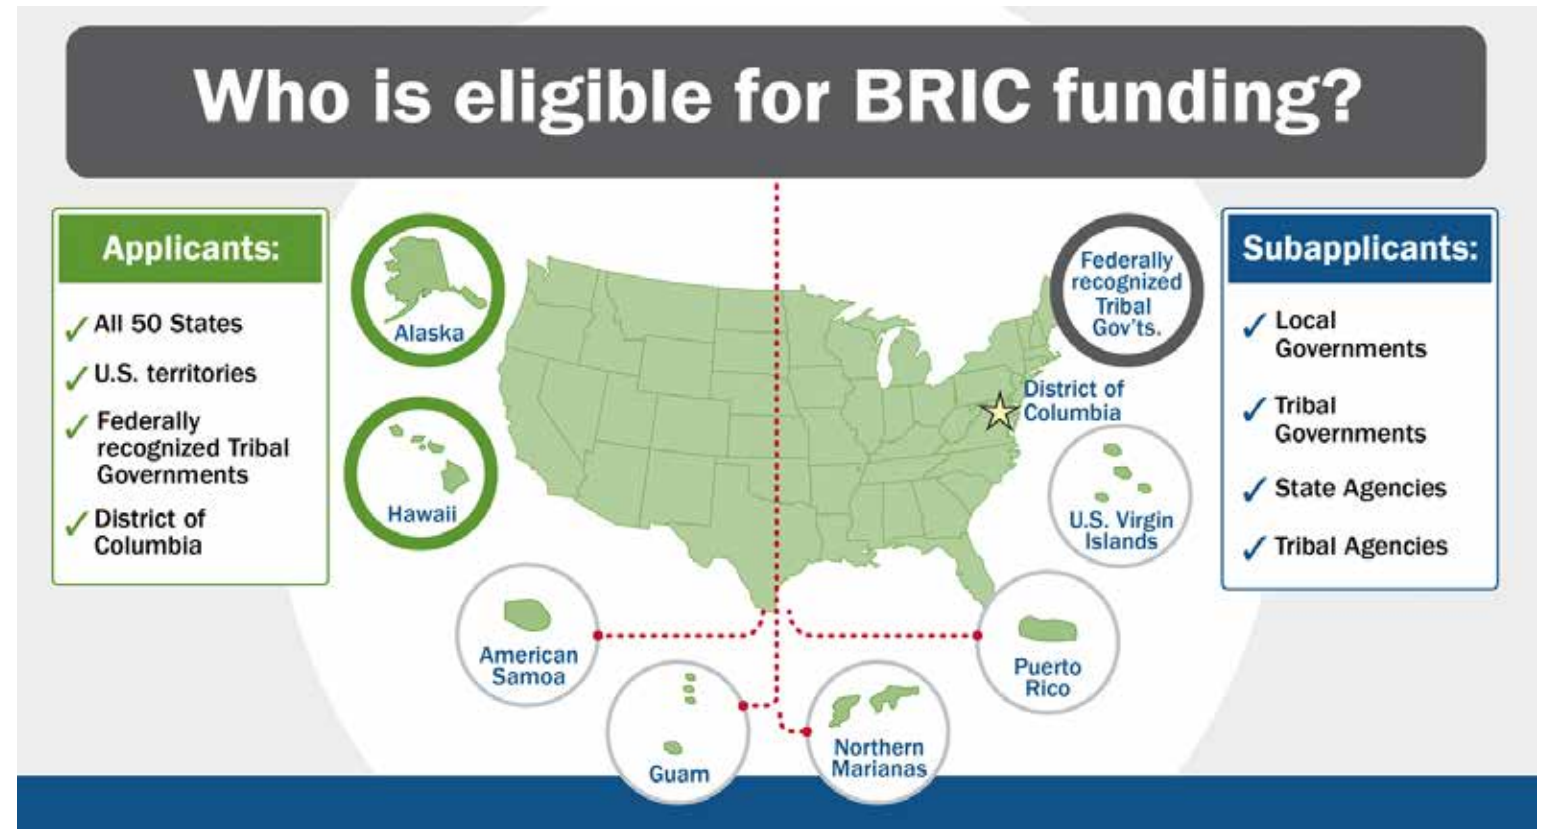 Who is eligible for BRIC funding?
Applicants:
All 50 States
U.S. territories
Federally
recognized Tribal
Governments
District of
Columbia
Alaska
Hawaii
Federally
recognized
Tribal
Gov'ts.
District of
Columbia
U.S. Virgin
Islands
American
Samoa
Guam
Northern
Marianas
Puerto
Rico
Subapplicants:
Local
Governments
Tribal
Governments
State Agencies
Tribal Agencies